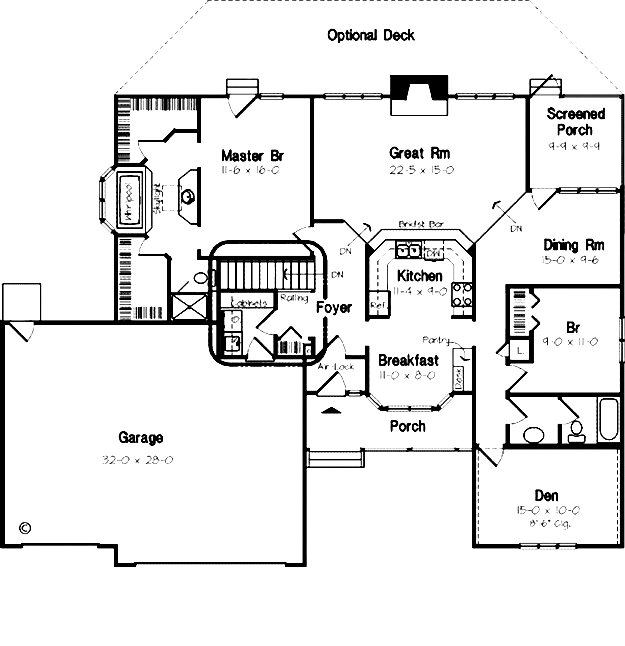 Optional Deck
Screened
Porch
9-9 x 9-9
Master Br
11-6 x 16-0
Great Rm
22-5 x 15-0
Whirlpool
Skylight
Brkfst Bar
DN
DN
Dining Rm
15-0 x 9-6
DW
Kitchen
11-4 x 9-0
DN
Railing
Cabinets
Foyer
Ref.
Br
9-0 x 11-0
Pantry
L
Breakfast
11-0 x 8-0
Air-Lock
Desk
Porch
Garage
32-0 x 28-0
Den
15-0 x 10-0
8'6" Clg.